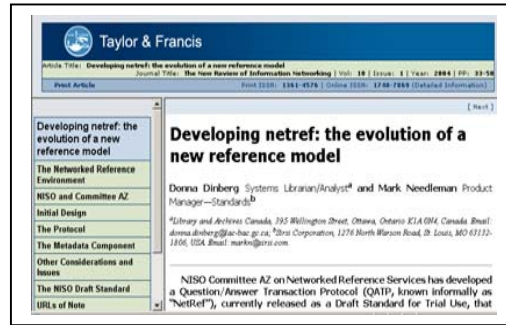 Taylor & Francis
Article Title: Developing netref: the evolution of a new reference model
Journal Title: The New Review of Information Networking | Vol: 10 | Issue: 1 | Year: 2004 | PP: 33-50
Print Article
Print ISSN: 1361-4576 | Online ISSN: 1740-7869 (Detailed Information)
[ Next ]
Developing netref: the
evolution of a new
reference model
The Networked Reference
Environment
NISO and Committee AZ
Initial Design
The Protocol
The Metadata Component
Other Considerations and
Issues
The NISO Draft Standard
URLs of Note
Developing netref: the evolution of a
new reference model
Donna Dinberg Systems Librarian/Analystª and Mark Needleman Product
Manager—Standardsᵇ
ªLibrary and Archives Canada, 395 Wellington Street, Ottawa, Ontario K1A 0N4, Canada. Email:
donna.dinberg@lac-bac.gc.ca; ᵇSirsi Corporation, 1276 North Warson Road, St. Louis, MO 63132-
1806, USA. Email: markn@sirsi.com
NISO Committee AZ on Networked Reference Services has developed
a Question/Answer Transaction Protocol (QATP, known informally as
"NetRef"), currently released as a Draft Standard for Trial Use, that